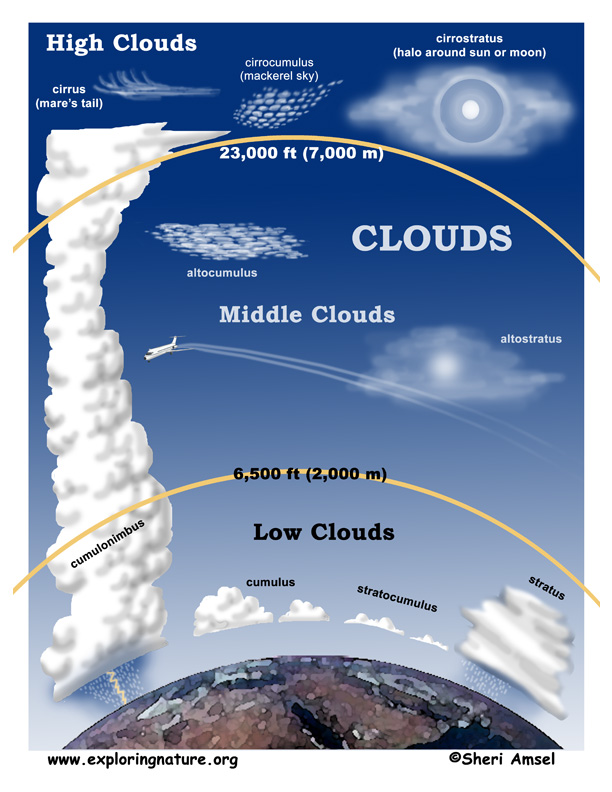 High Clouds
cirrus
(mare's tail)
cirrocumulus
(mackerel sky)
cirrostratus
(halo around sun or moon)
23,000 ft (7,000 m)
CLOUDS
altocumulus
Middle Clouds
altostratus
6,500 ft (2,000 m)
Low Clouds
cumulonimbus
cumulus
stratocumulus
stratus
www.exploringnature.org
©Sheri Amsel